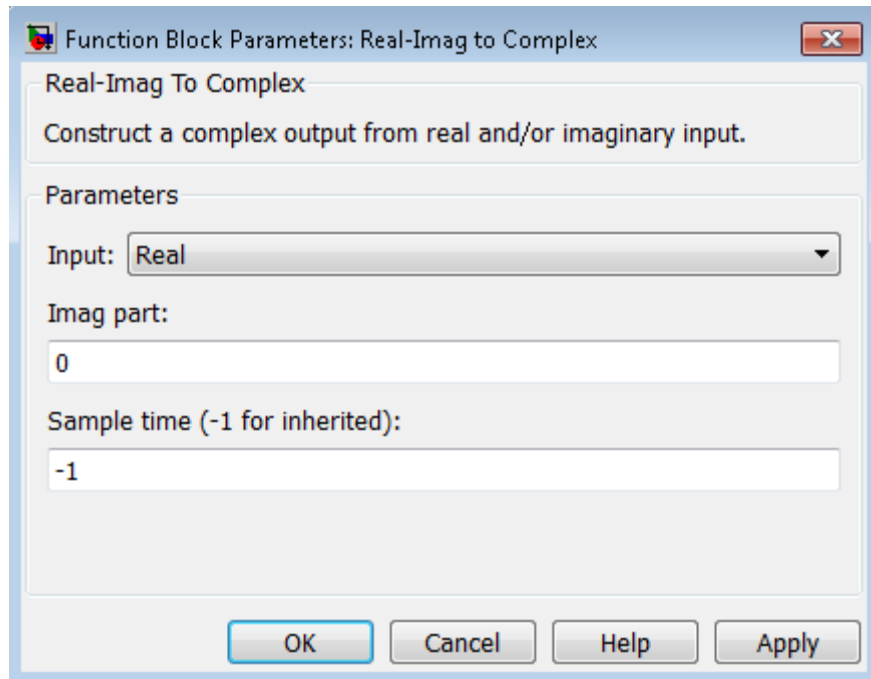 Function Block Parameters: Real-Imag to Complex
Real-Imag To Complex
Construct a complex output from real and/or imaginary input.
Parameters
Input: Real
Imag part:
0
Sample time (-1 for inherited):
-1
OK Cancel Help Apply